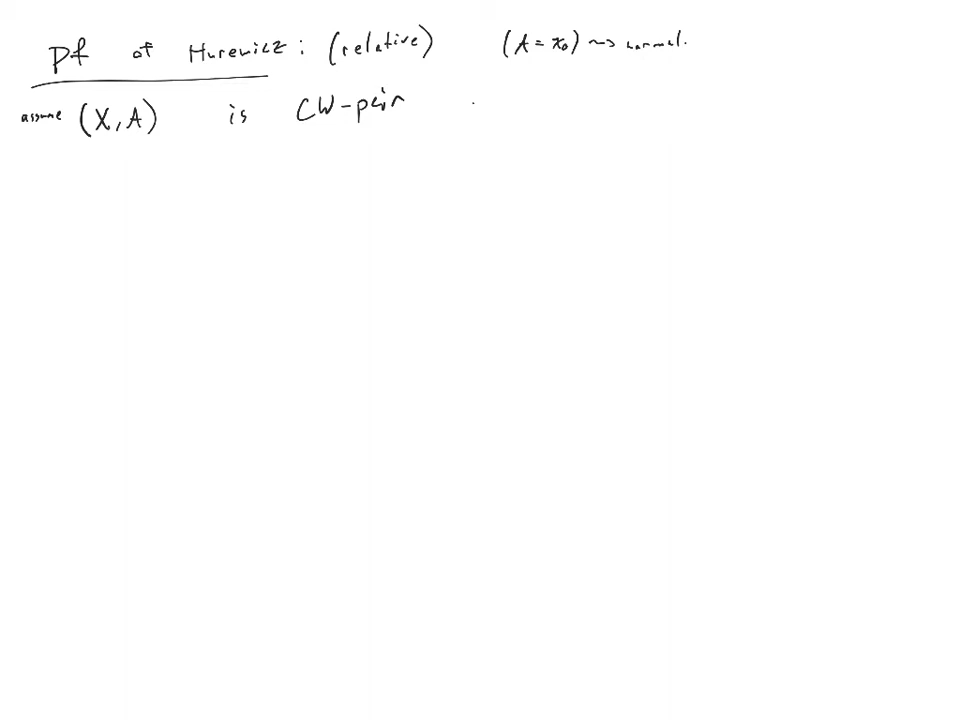 Pf of Hurewicz: (relative) (A = x₀) ⇝ normal.
assume (X, A) is CW-pair